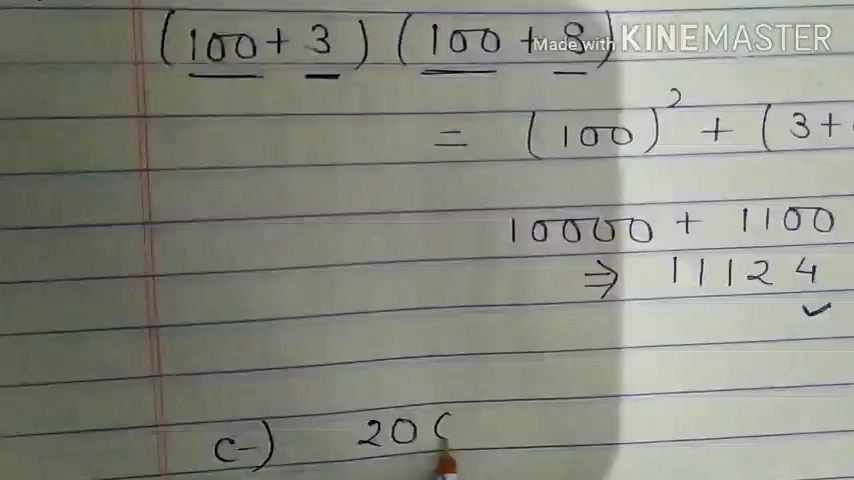 (100 + 3) (100 + 8)
Made with KINEMASTER
= (100)² + (3 +
10000 + 1100
⇒ 11124 ✓
c-) 20